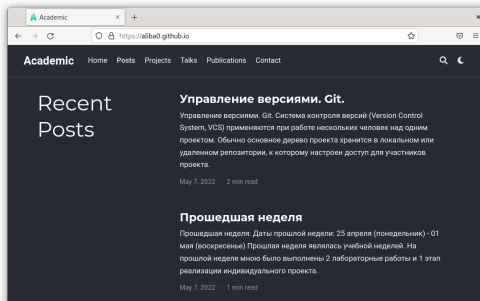 Academic
https://aliba0.github.io
Academic Home Posts Projects Talks Publications Contact
Recent
Posts
Управление версиями. Git.
Управление версиями. Git. Система контроля версий (Version Control
System, VCS) применяются при работе нескольких человек над одним
проектом. Обычно основное дерево проекта хранится в локальном или
удаленном репозитории, к которому настроен доступ для участников
проекта.
May 7, 2022 · 2 min read
Прошедшая неделя
Прошедшая неделя: Даты прошлой недели: 25 апреля (понедельник) - 01
мая (воскресенье) Прошлая неделя являлась учебной неделей. На
прошлой неделе мною было выполнены 2 лабораторные работы и 1 этап
реализации индивидуального проекта.
May 7, 2022 · 1 min read